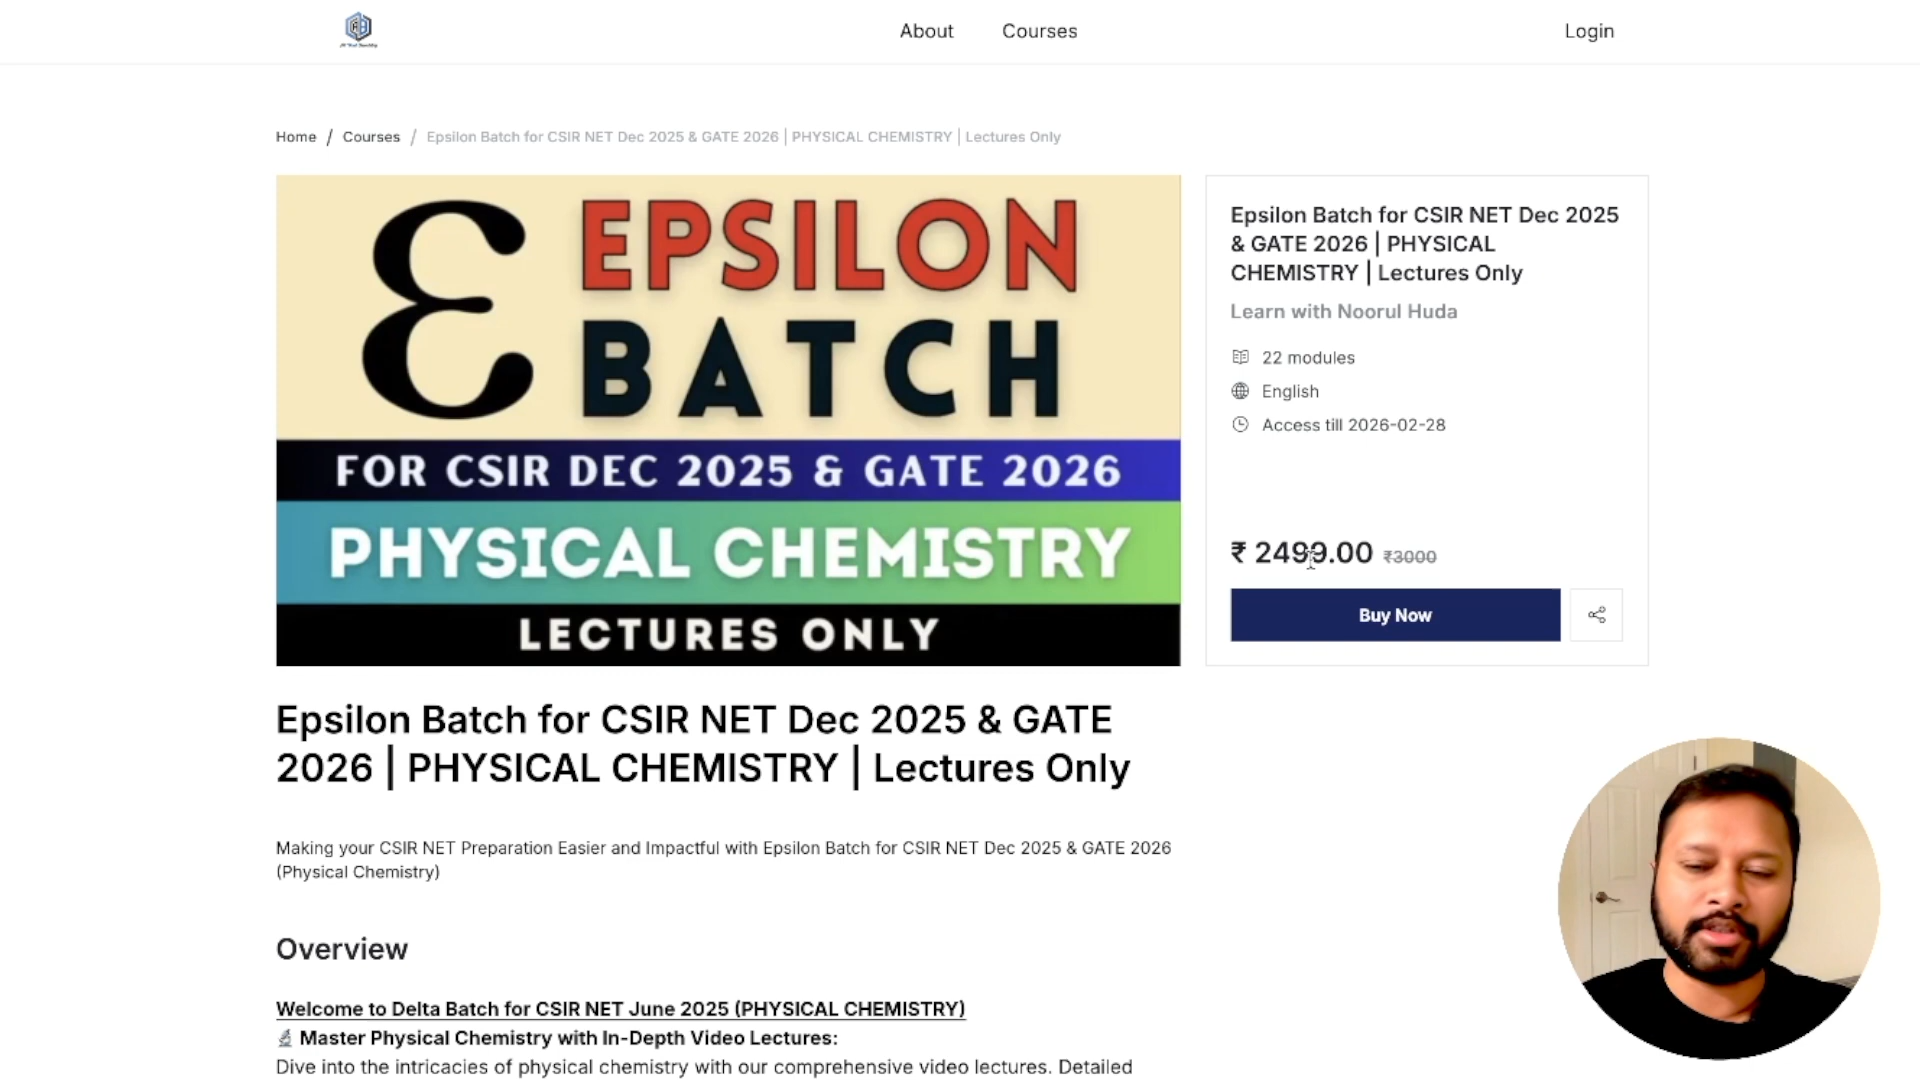 About
Courses
Login
Home / Courses / Epsilon Batch for CSIR NET Dec 2025 & GATE 2026 | PHYSICAL CHEMISTRY | Lectures Only
ε EPSILON
BATCH
FOR CSIR DEC 2025 & GATE 2026
PHYSICAL CHEMISTRY
LECTURES ONLY
Epsilon Batch for CSIR NET Dec 2025
& GATE 2026 | PHYSICAL
CHEMISTRY | Lectures Only
Learn with Noorul Huda
22 modules
English
Access till 2026-02-28
₹ 2499.00 ₹3000
Buy Now
Epsilon Batch for CSIR NET Dec 2025 & GATE
2026 | PHYSICAL CHEMISTRY | Lectures Only
Making your CSIR NET Preparation Easier and Impactful with Epsilon Batch for CSIR NET Dec 2025 & GATE 2026
(Physical Chemistry)
Overview
Welcome to Delta Batch for CSIR NET June 2025 (PHYSICAL CHEMISTRY)
🔬 Master Physical Chemistry with In-Depth Video Lectures:
Dive into the intricacies of physical chemistry with our comprehensive video lectures. Detailed